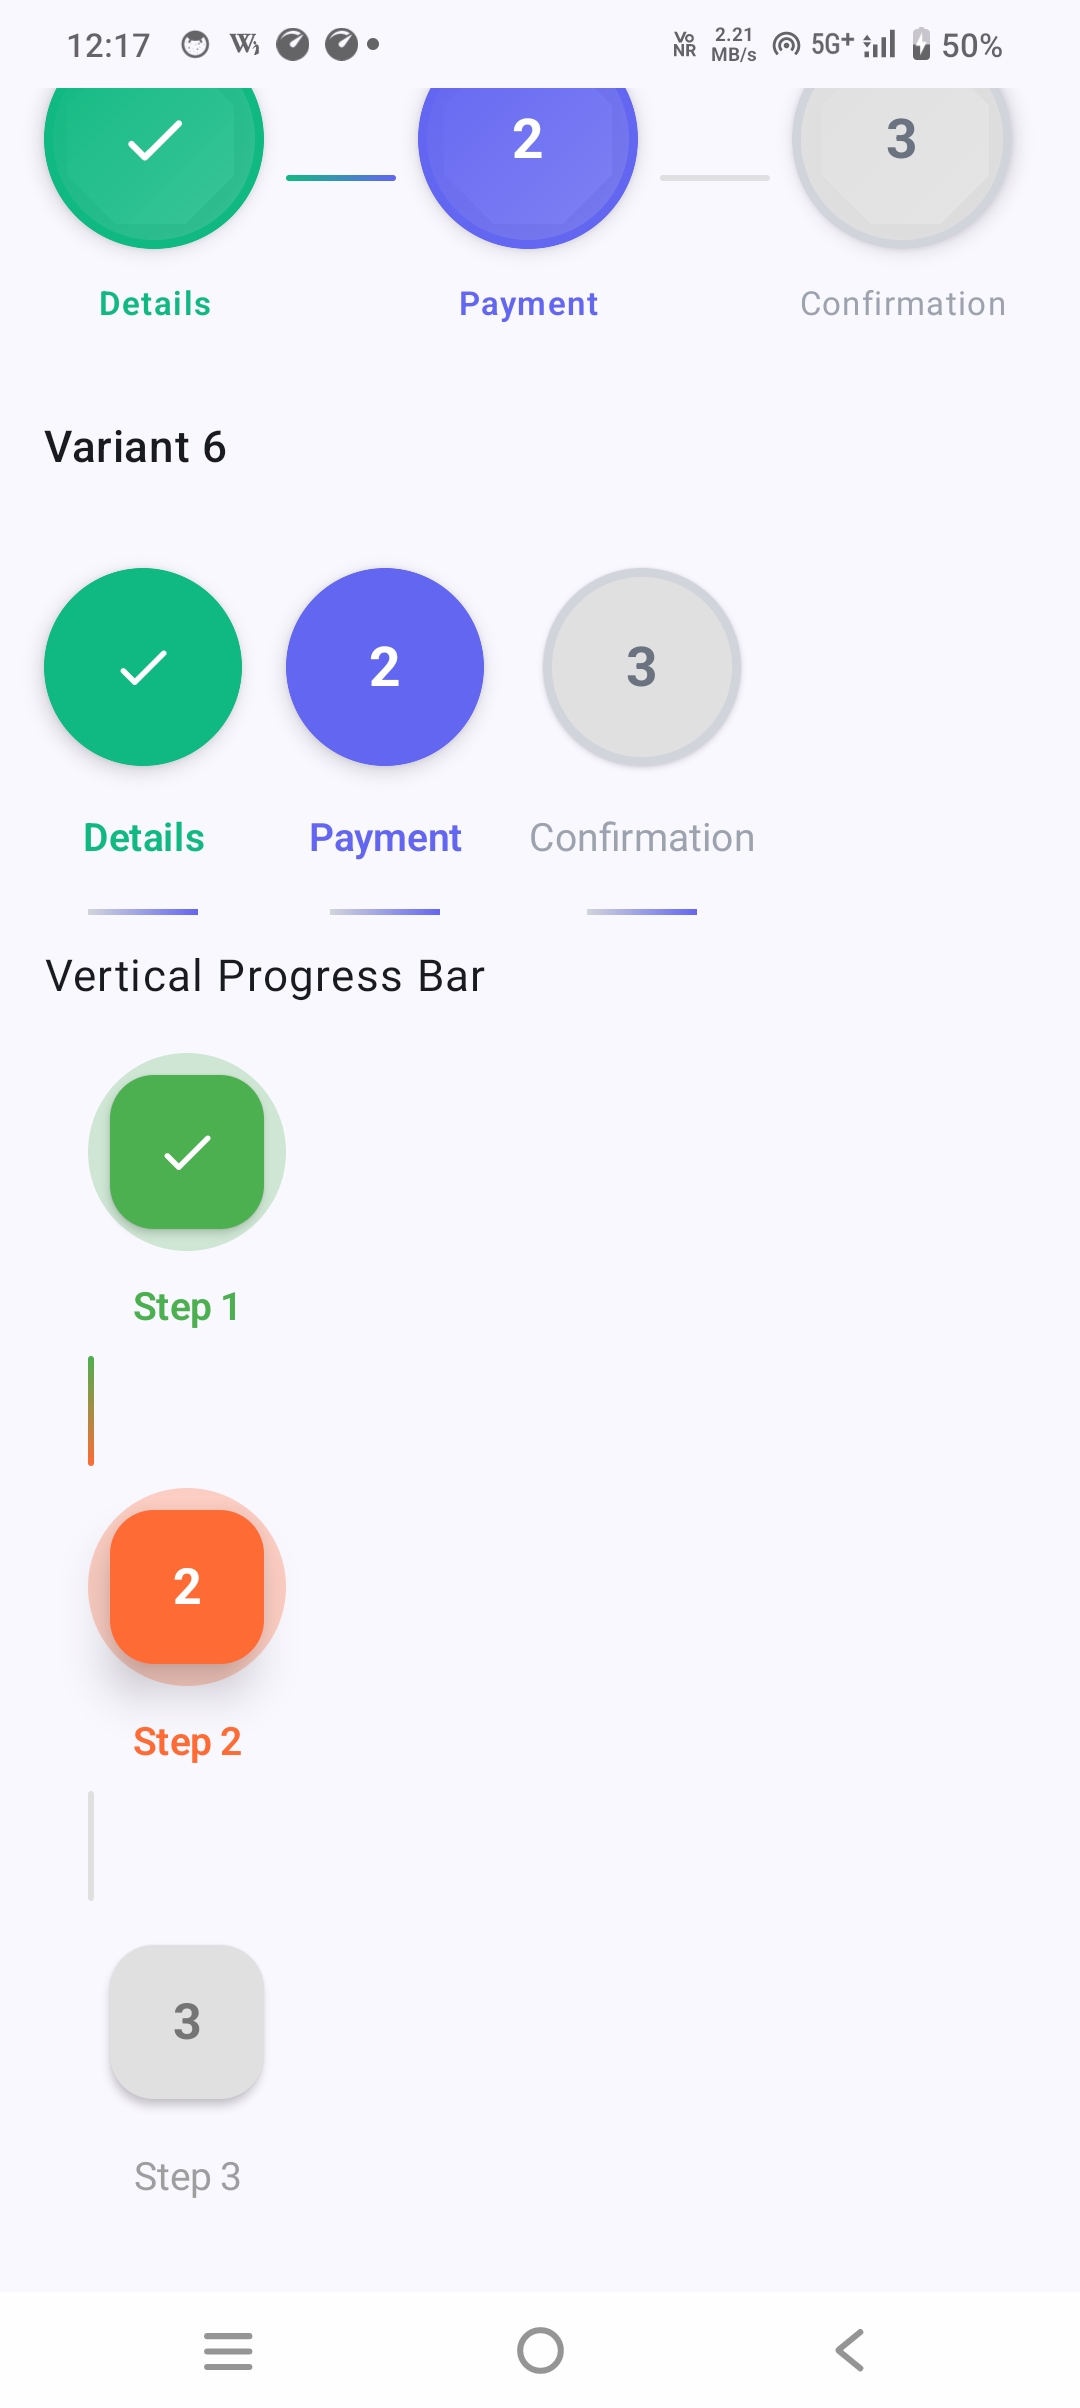 12:17 Vo NR 2.21 MB/s 5G+ 50%
2 3
Details Payment Confirmation
Variant 6
2 3
Details Payment Confirmation
Vertical Progress Bar
Step 1
2
Step 2
3
Step 3